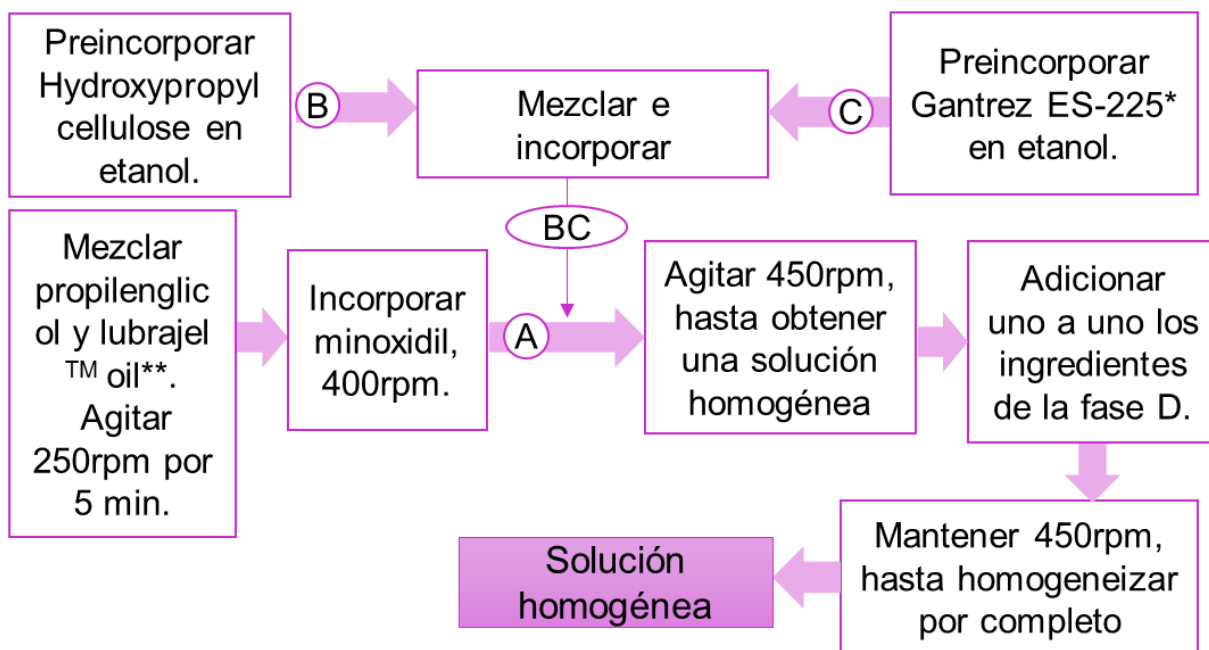 Preincorporar
Hydroxypropyl
cellulose en
etanol.
B
Mezclar e
incorporar
C
Preincorporar
Gantrez ES-225*
en etanol.
BC
Mezclar
propilenglic
ol y lubrajel
™ oil**.
Agitar
250rpm por
5 min.
Incorporar
minoxidil,
400rpm.
A
Agitar 450rpm,
hasta obtener
una solución
homogénea
Adicionar
uno a uno los
ingredientes
de la fase D.
Mantener 450rpm,
hasta homogeneizar
por completo
Solución
homogénea